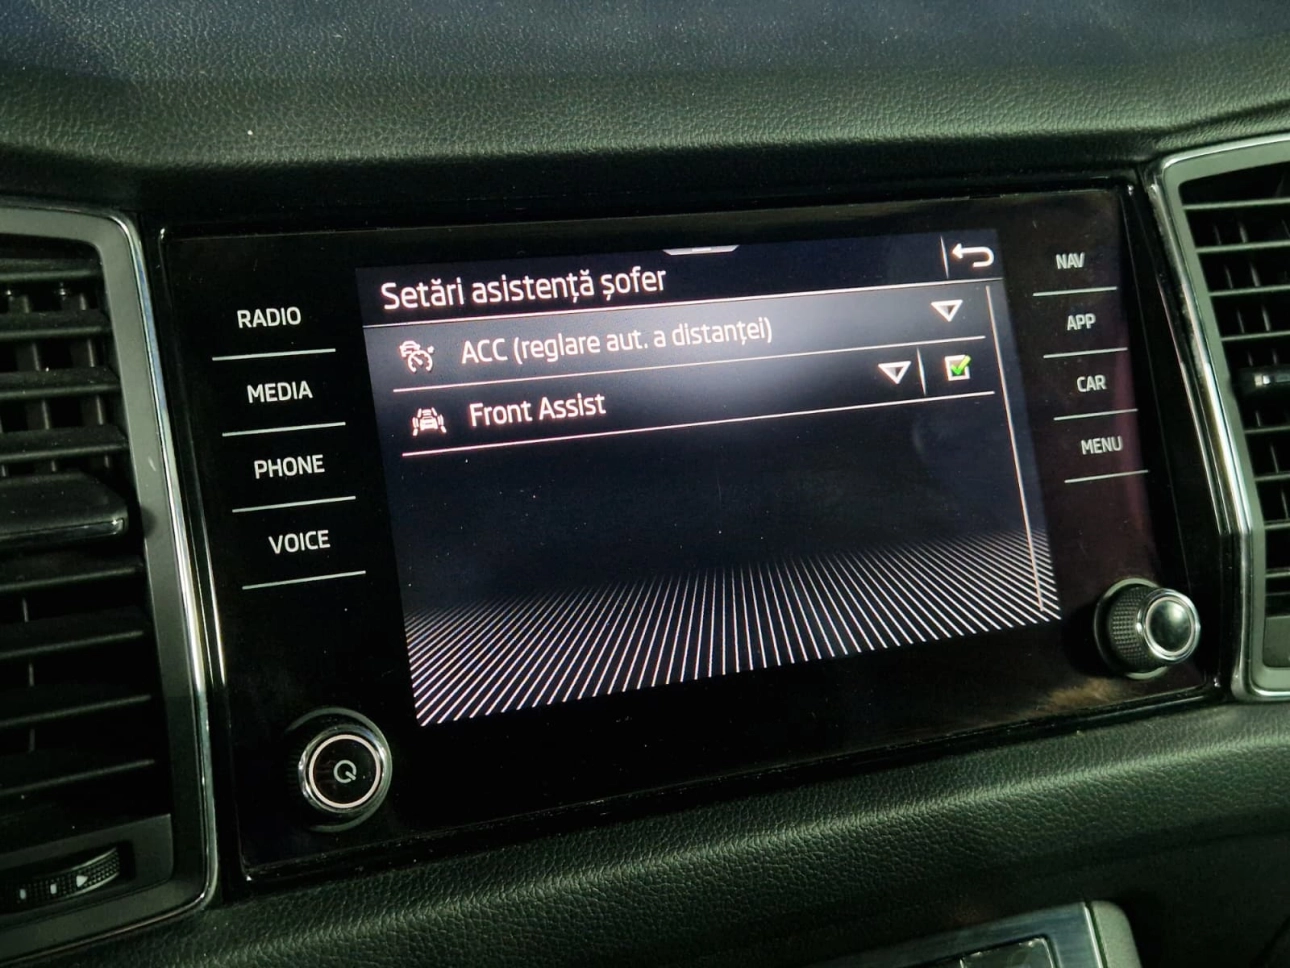 Setări asistență șofer
ACC (reglare aut. a distanței)
Front Assist
RADIO
MEDIA
PHONE
VOICE
NAV
APP
CAR
MENU